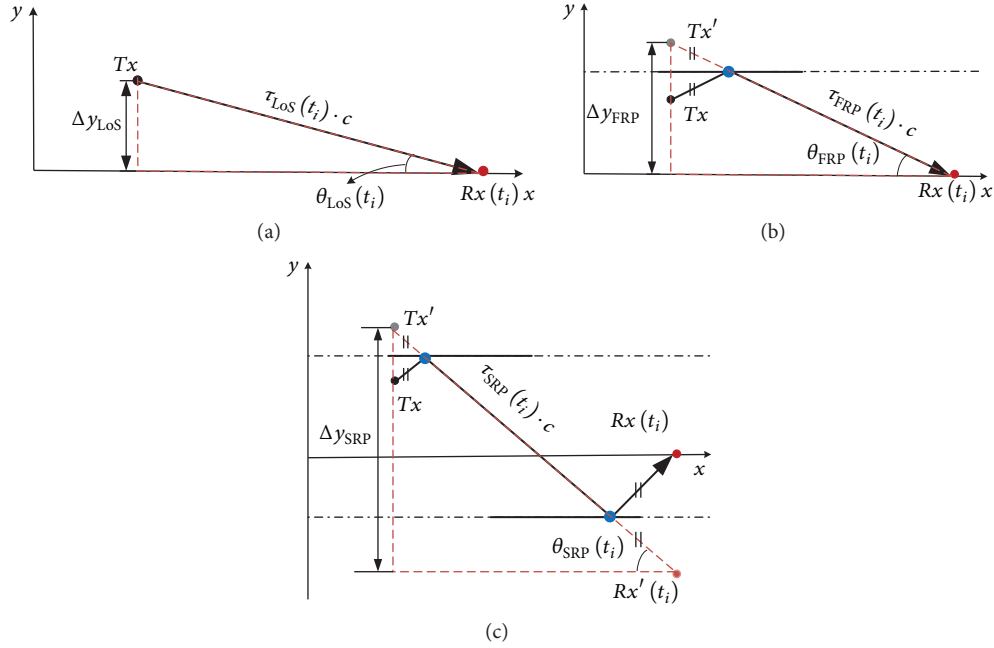 y
Tx
Δy_LoS
τ_LoS (t_i) · c
θ_LoS (t_i)
Rx (t_i) x
(a)
y
Tx′
Δy_FRP
Tx
τ_FRP (t_i) · c
θ_FRP (t_i)
Rx (t_i) x
(b)
y
Tx′
Tx
τ_SRP (t_i) · c
Δy_SRP
Rx (t_i)
x
θ_SRP (t_i)
Rx′ (t_i)
(c)